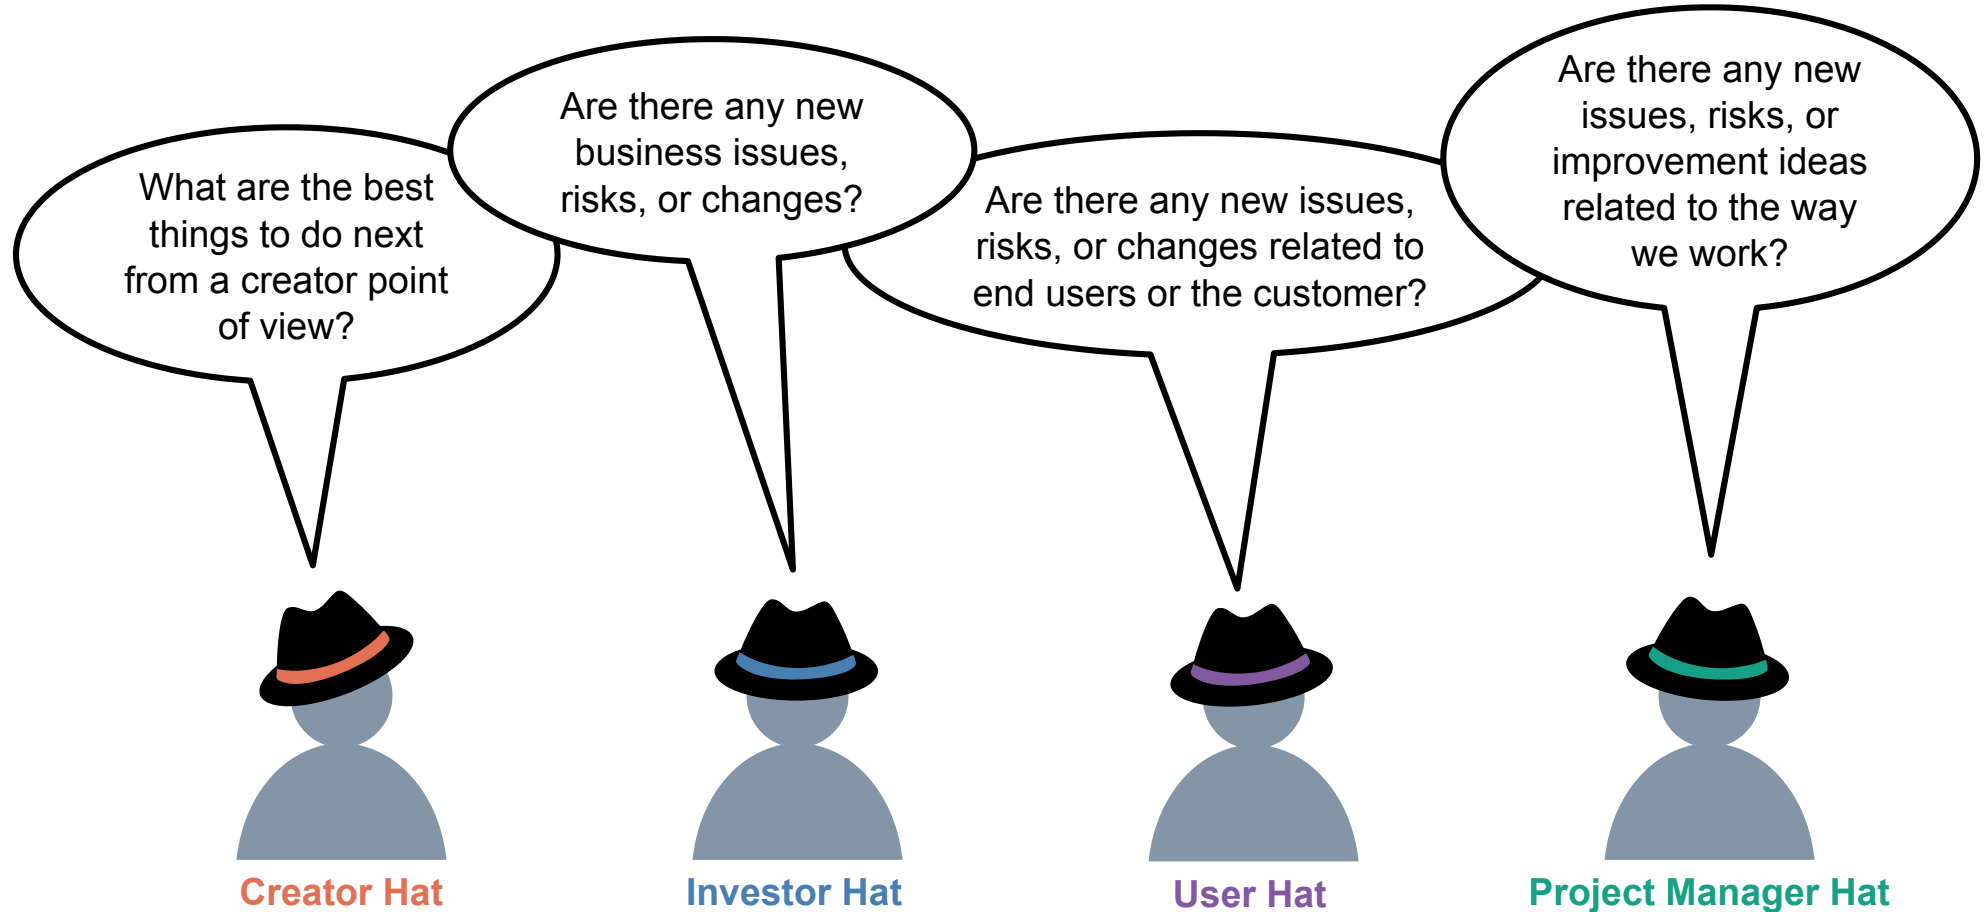 What are the best
things to do next
from a creator point
of view?
Are there any new
business issues,
risks, or changes?
Are there any new issues,
risks, or changes related to
end users or the customer?
Are there any new
issues, risks, or
improvement ideas
related to the way
we work?
Creator Hat
Investor Hat
User Hat
Project Manager Hat